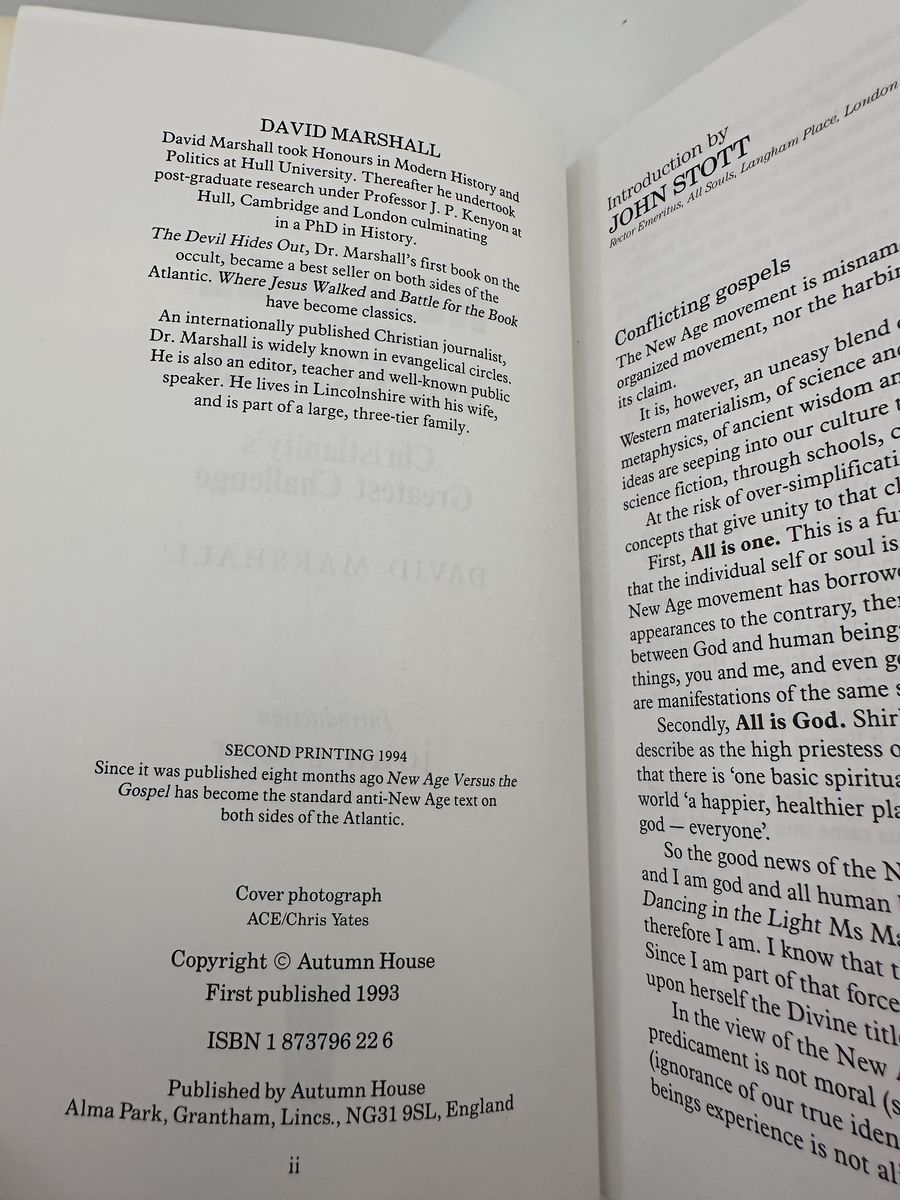 DAVID MARSHALL
David Marshall took Honours in Modern History and
Politics at Hull University. Thereafter he undertook
post-graduate research under Professor J. P. Kenyon at
Hull, Cambridge and London culminating
in a PhD in History.
The Devil Hides Out, Dr. Marshall's first book on the
occult, became a best seller on both sides of the
Atlantic. Where Jesus Walked and Battle for the Book
have become classics.
An internationally published Christian journalist,
Dr. Marshall is widely known in evangelical circles.
He is also an editor, teacher and well-known public
speaker. He lives in Lincolnshire with his wife,
and is part of a large, three-tier family.
Christianity's
Greatest Challenge
DAVID MARSHALL
Introduction
SECOND PRINTING 1994
Since it was published eight months ago New Age Versus the
Gospel has become the standard anti-New Age text on
both sides of the Atlantic.
Cover photograph
ACE/Chris Yates
Copyright © Autumn House
First published 1993
ISBN 1 873796 22 6
Published by Autumn House
Alma Park, Grantham, Lincs., NG31 9SL, England
ii
Introduction by
JOHN STOTT
Rector Emeritus, All Souls, Langham Place, London
Conflicting gospels
The New Age movement is misnam
organized movement, nor the harbin
its claim.
It is, however, an uneasy blend
Western materialism, of science and
metaphysics, of ancient wisdom an
ideas are seeping into our culture t
science fiction, through schools, c
At the risk of over-simplificati
concepts that give unity to that cl
First, All is one. This is a fu
that the individual self or soul is
New Age movement has borrowe
appearances to the contrary, the
between God and human being
things, you and me, and even g
are manifestations of the same s
Secondly, All is God. Shir
describe as the high priestess o
that there is 'one basic spiritua
world 'a happier, healthier pla
god — everyone'.
So the good news of the N
and I am god and all human
Dancing in the Light Ms Ma
therefore I am. I know that t
Since I am part of that force
upon herself the Divine titl
In the view of the New A
predicament is not moral (s
(ignorance of our true iden
beings experience is not al